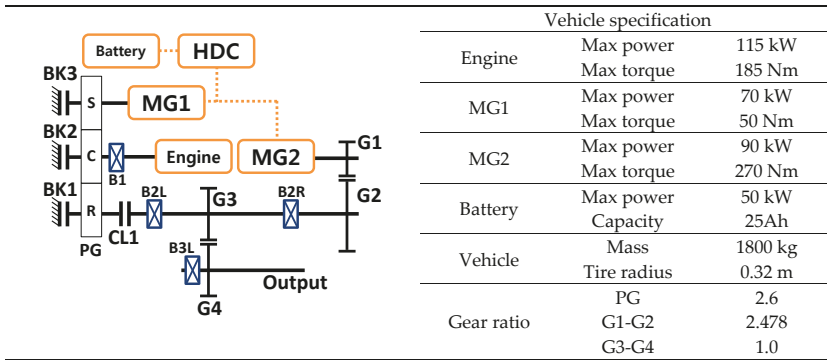 Battery
HDC
BK3
S
MG1
BK2
C
B1
Engine
MG2
G1
BK1
R
B2L
G3
B2R
G2
CL1
PG
B3L
Output
G4
Vehicle specification
Engine Max power 115 kW
Max torque 185 Nm
MG1 Max power 70 kW
Max torque 50 Nm
MG2 Max power 90 kW
Max torque 270 Nm
Battery Max power 50 kW
Capacity 25Ah
Vehicle Mass 1800 kg
Tire radius 0.32 m
Gear ratio PG 2.6
G1-G2 2.478
G3-G4 1.0